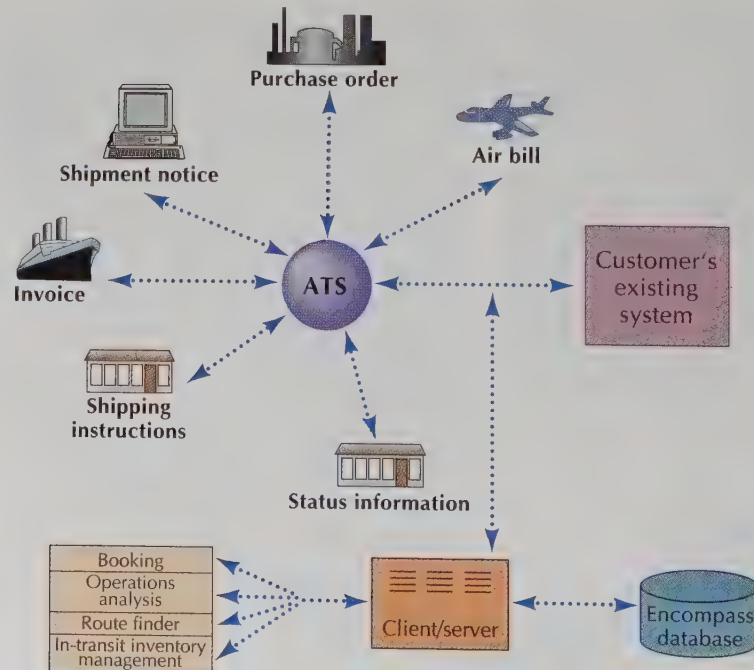 Purchase order
Air bill
Shipment notice
ATS
Customer's
existing
system
Invoice
Shipping
instructions
Status information
Booking
Operations
analysis
Route finder
In-transit inventory
management
Client/server
Encompass
database